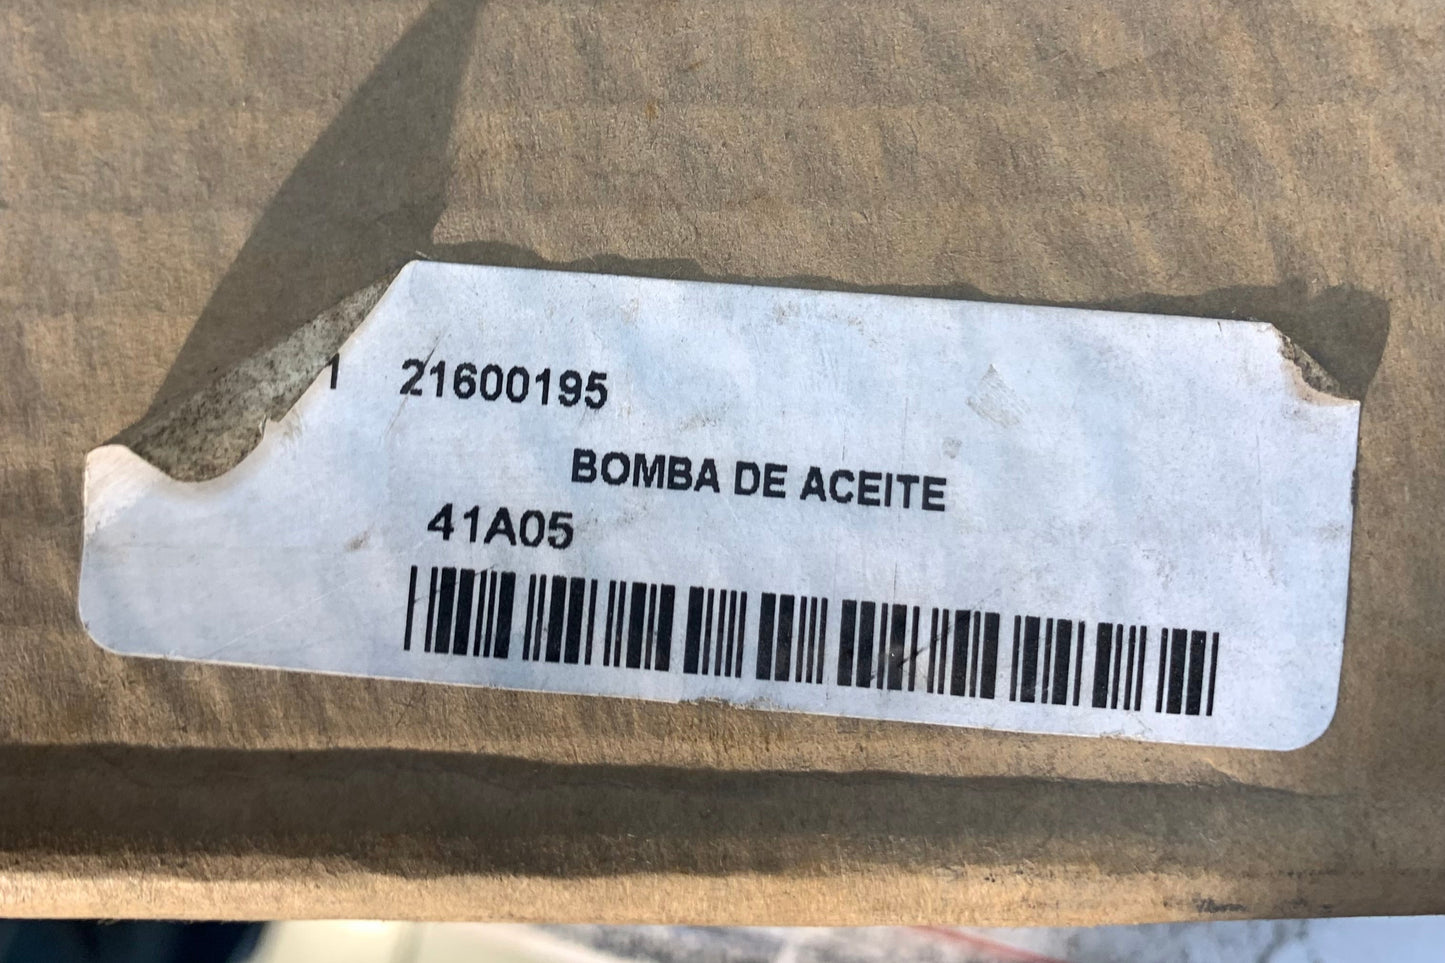 1 21600195
BOMBA DE ACEITE
41A05